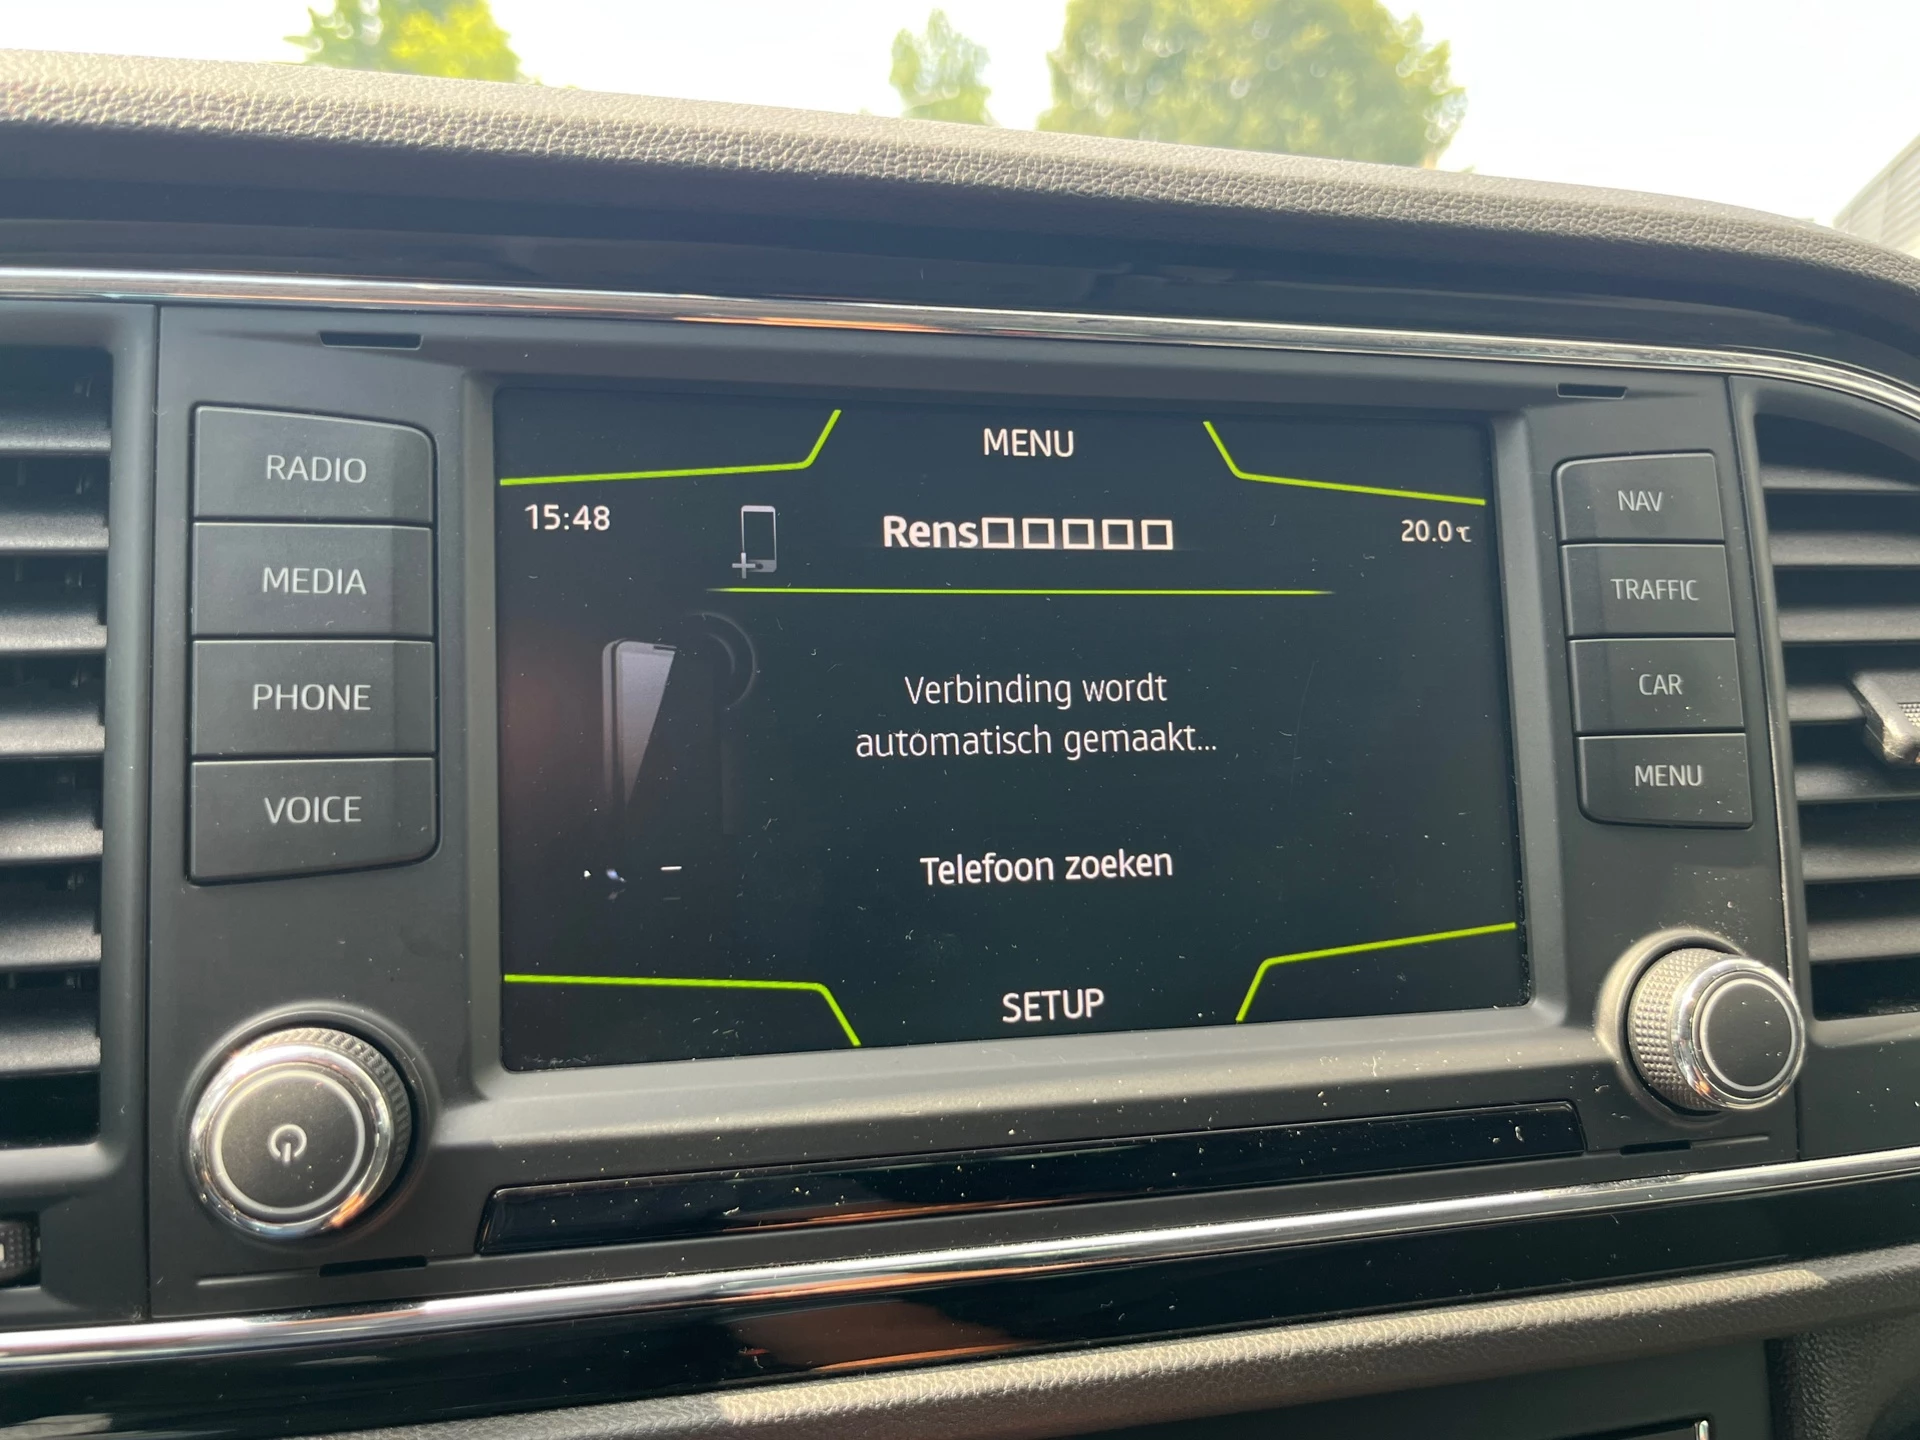 MENU
15:48
Rens□□□□□
20.0 °C
Verbinding wordt
automatisch gemaakt...
Telefoon zoeken
SETUP
RADIO
MEDIA
PHONE
VOICE
NAV
TRAFFIC
CAR
MENU